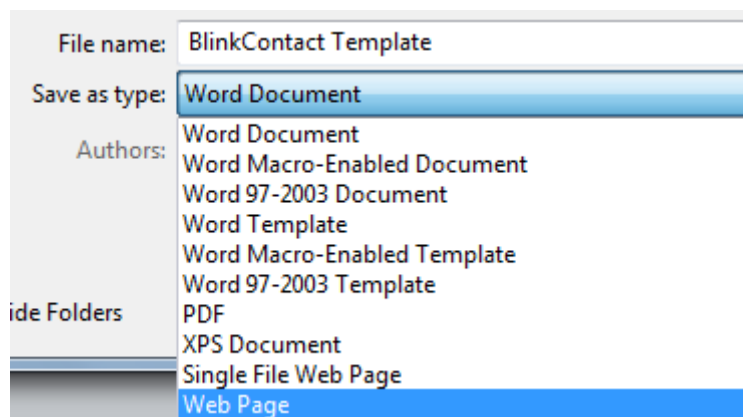 File name: BlinkContact Template
Save as type: Word Document
Word Document
Authors:
Word Macro-Enabled Document
Word 97-2003 Document
Word Template
Word Macro-Enabled Template
Word 97-2003 Template
ide Folders
PDF
XPS Document
Single File Web Page
Web Page